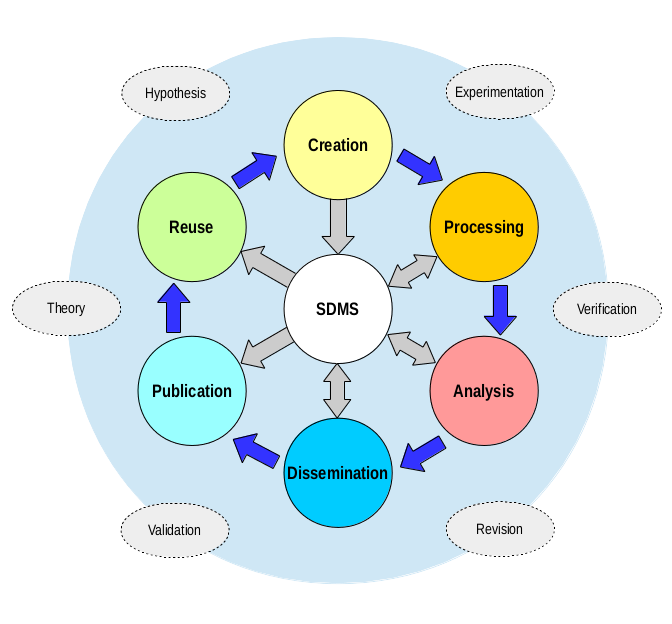 Hypothesis
Experimentation
Creation
Reuse
Processing
Theory
SDMS
Verification
Publication
Analysis
Dissemination
Validation
Revision